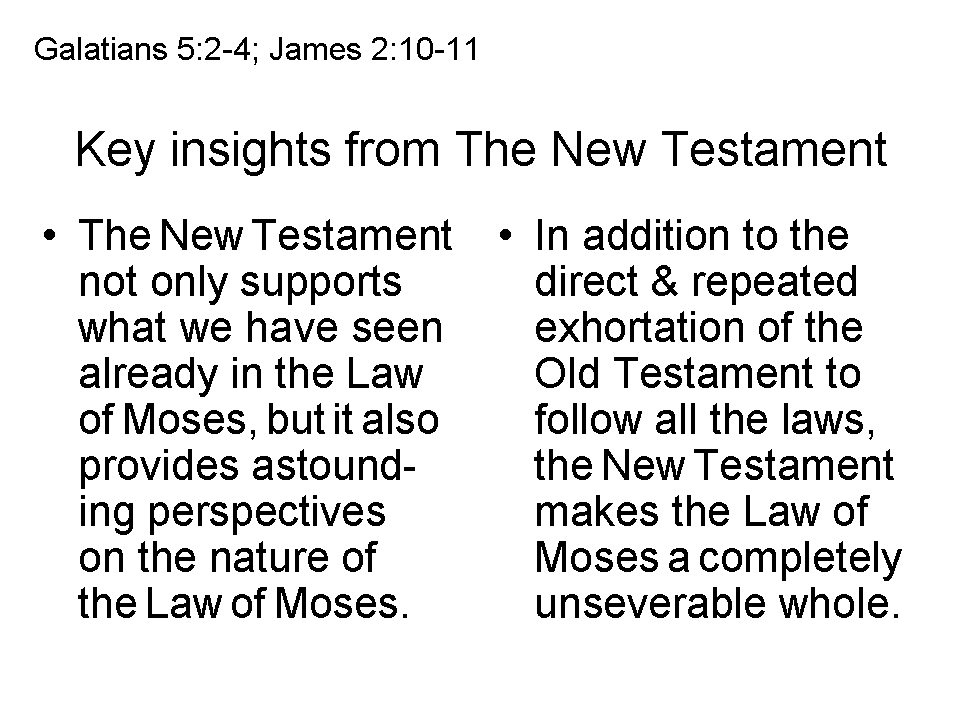 Galatians 5:2-4; James 2:10-11
Key insights from The New Testament
• The New Testament
not only supports
what we have seen
already in the Law
of Moses, but it also
provides astound-
ing perspectives
on the nature of
the Law of Moses.
• In addition to the
direct & repeated
exhortation of the
Old Testament to
follow all the laws,
the New Testament
makes the Law of
Moses a completely
unseverable whole.